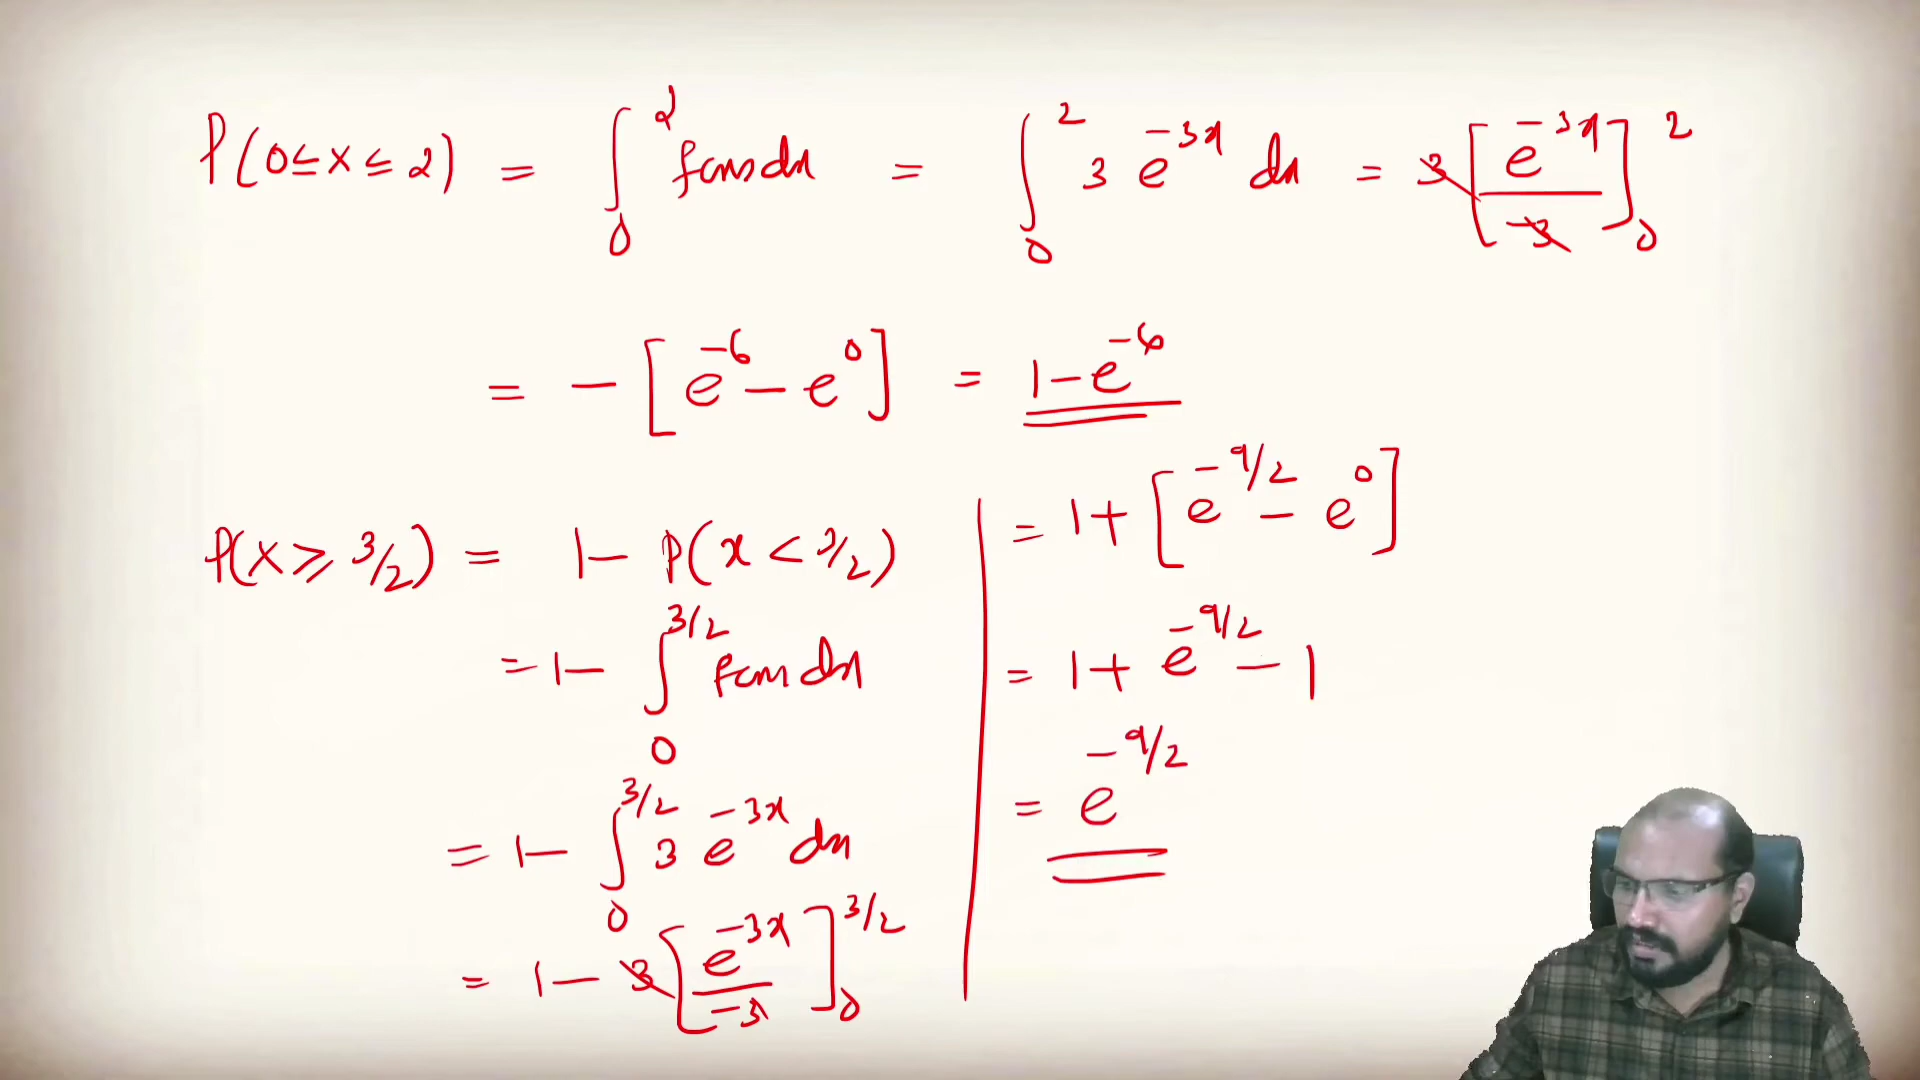 P(0≤x≤2) = ∫₀² f(x)dx = ∫₀² 3 e^{-3x} dx = 3[e^{-3x}/-3]₀²
= -[e^{-6} - e^{0}] = 1-e^{-6}
P(X ≥ 3/2) = 1- P(x < 3/2)
= 1- ∫₀^{3/2} f(x) dx
= 1- ∫₀^{3/2} 3 e^{-3x} dx
= 1- 3[e^{-3x}/-3]₀^{3/2}
= 1+ [e^{-9/2} - e^{0}]
= 1+ e^{-9/2} - 1
= e^{-9/2}